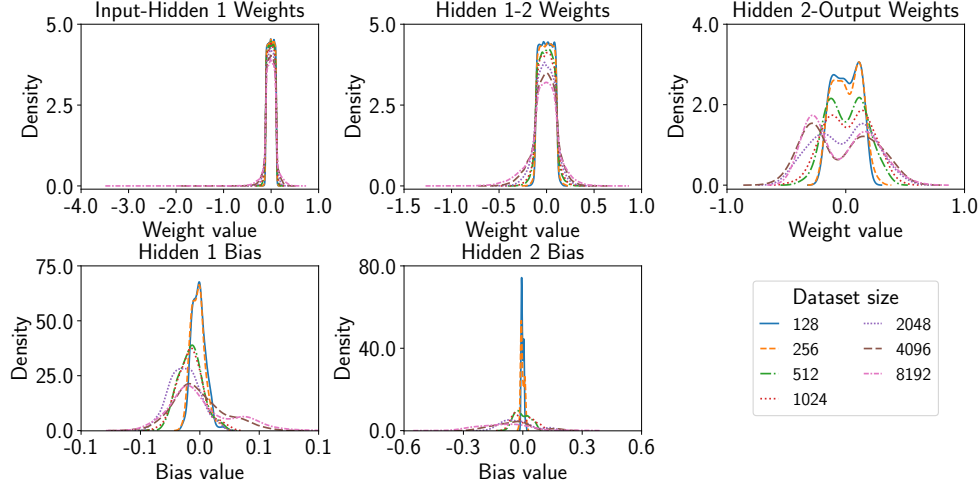 Input-Hidden 1 Weights
Density
5.0
2.5
0.0
-4.0 -3.0 -2.0 -1.0 0.0 1.0
Weight value
Hidden 1-2 Weights
Density
5.0
2.5
0.0
-1.5 -1.0 -0.5 0.0 0.5 1.0
Weight value
Hidden 2-Output Weights
Density
4.0
2.0
0.0
-1.0 0.0 1.0
Weight value
Hidden 1 Bias
Density
75.0
50.0
25.0
0.0
-0.1 -0.1 0.0 0.1 0.1
Bias value
Hidden 2 Bias
Density
80.0
40.0
0.0
-0.6 -0.3 0.0 0.3 0.6
Bias value
Dataset size
128
256
512
1024
2048
4096
8192